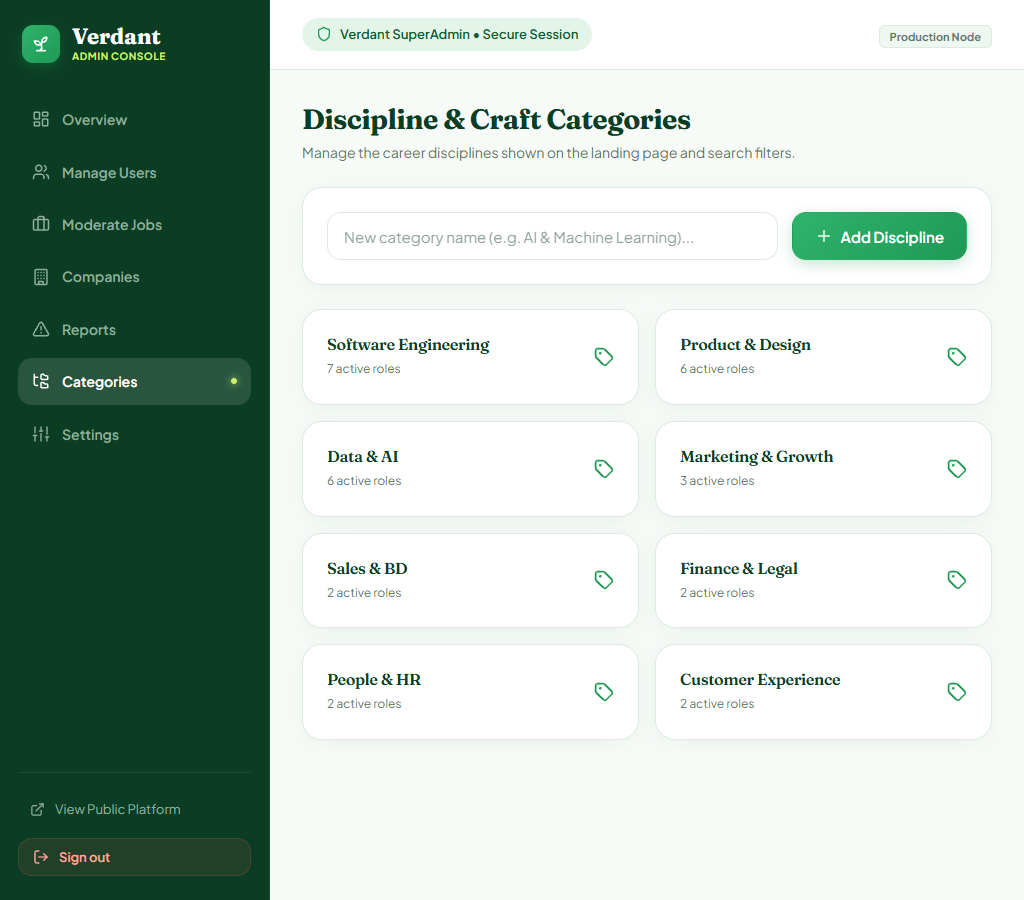 Verdant
ADMIN CONSOLE
Overview
Manage Users
Moderate Jobs
Companies
Reports
Categories
Settings
View Public Platform
Sign out
Verdant SuperAdmin • Secure Session
Production Node
Discipline & Craft Categories
Manage the career disciplines shown on the landing page and search filters.
New category name (e.g. AI & Machine Learning)...
Add Discipline
Software Engineering
7 active roles
Product & Design
6 active roles
Data & AI
6 active roles
Marketing & Growth
3 active roles
Sales & BD
2 active roles
Finance & Legal
2 active roles
People & HR
2 active roles
Customer Experience
2 active roles